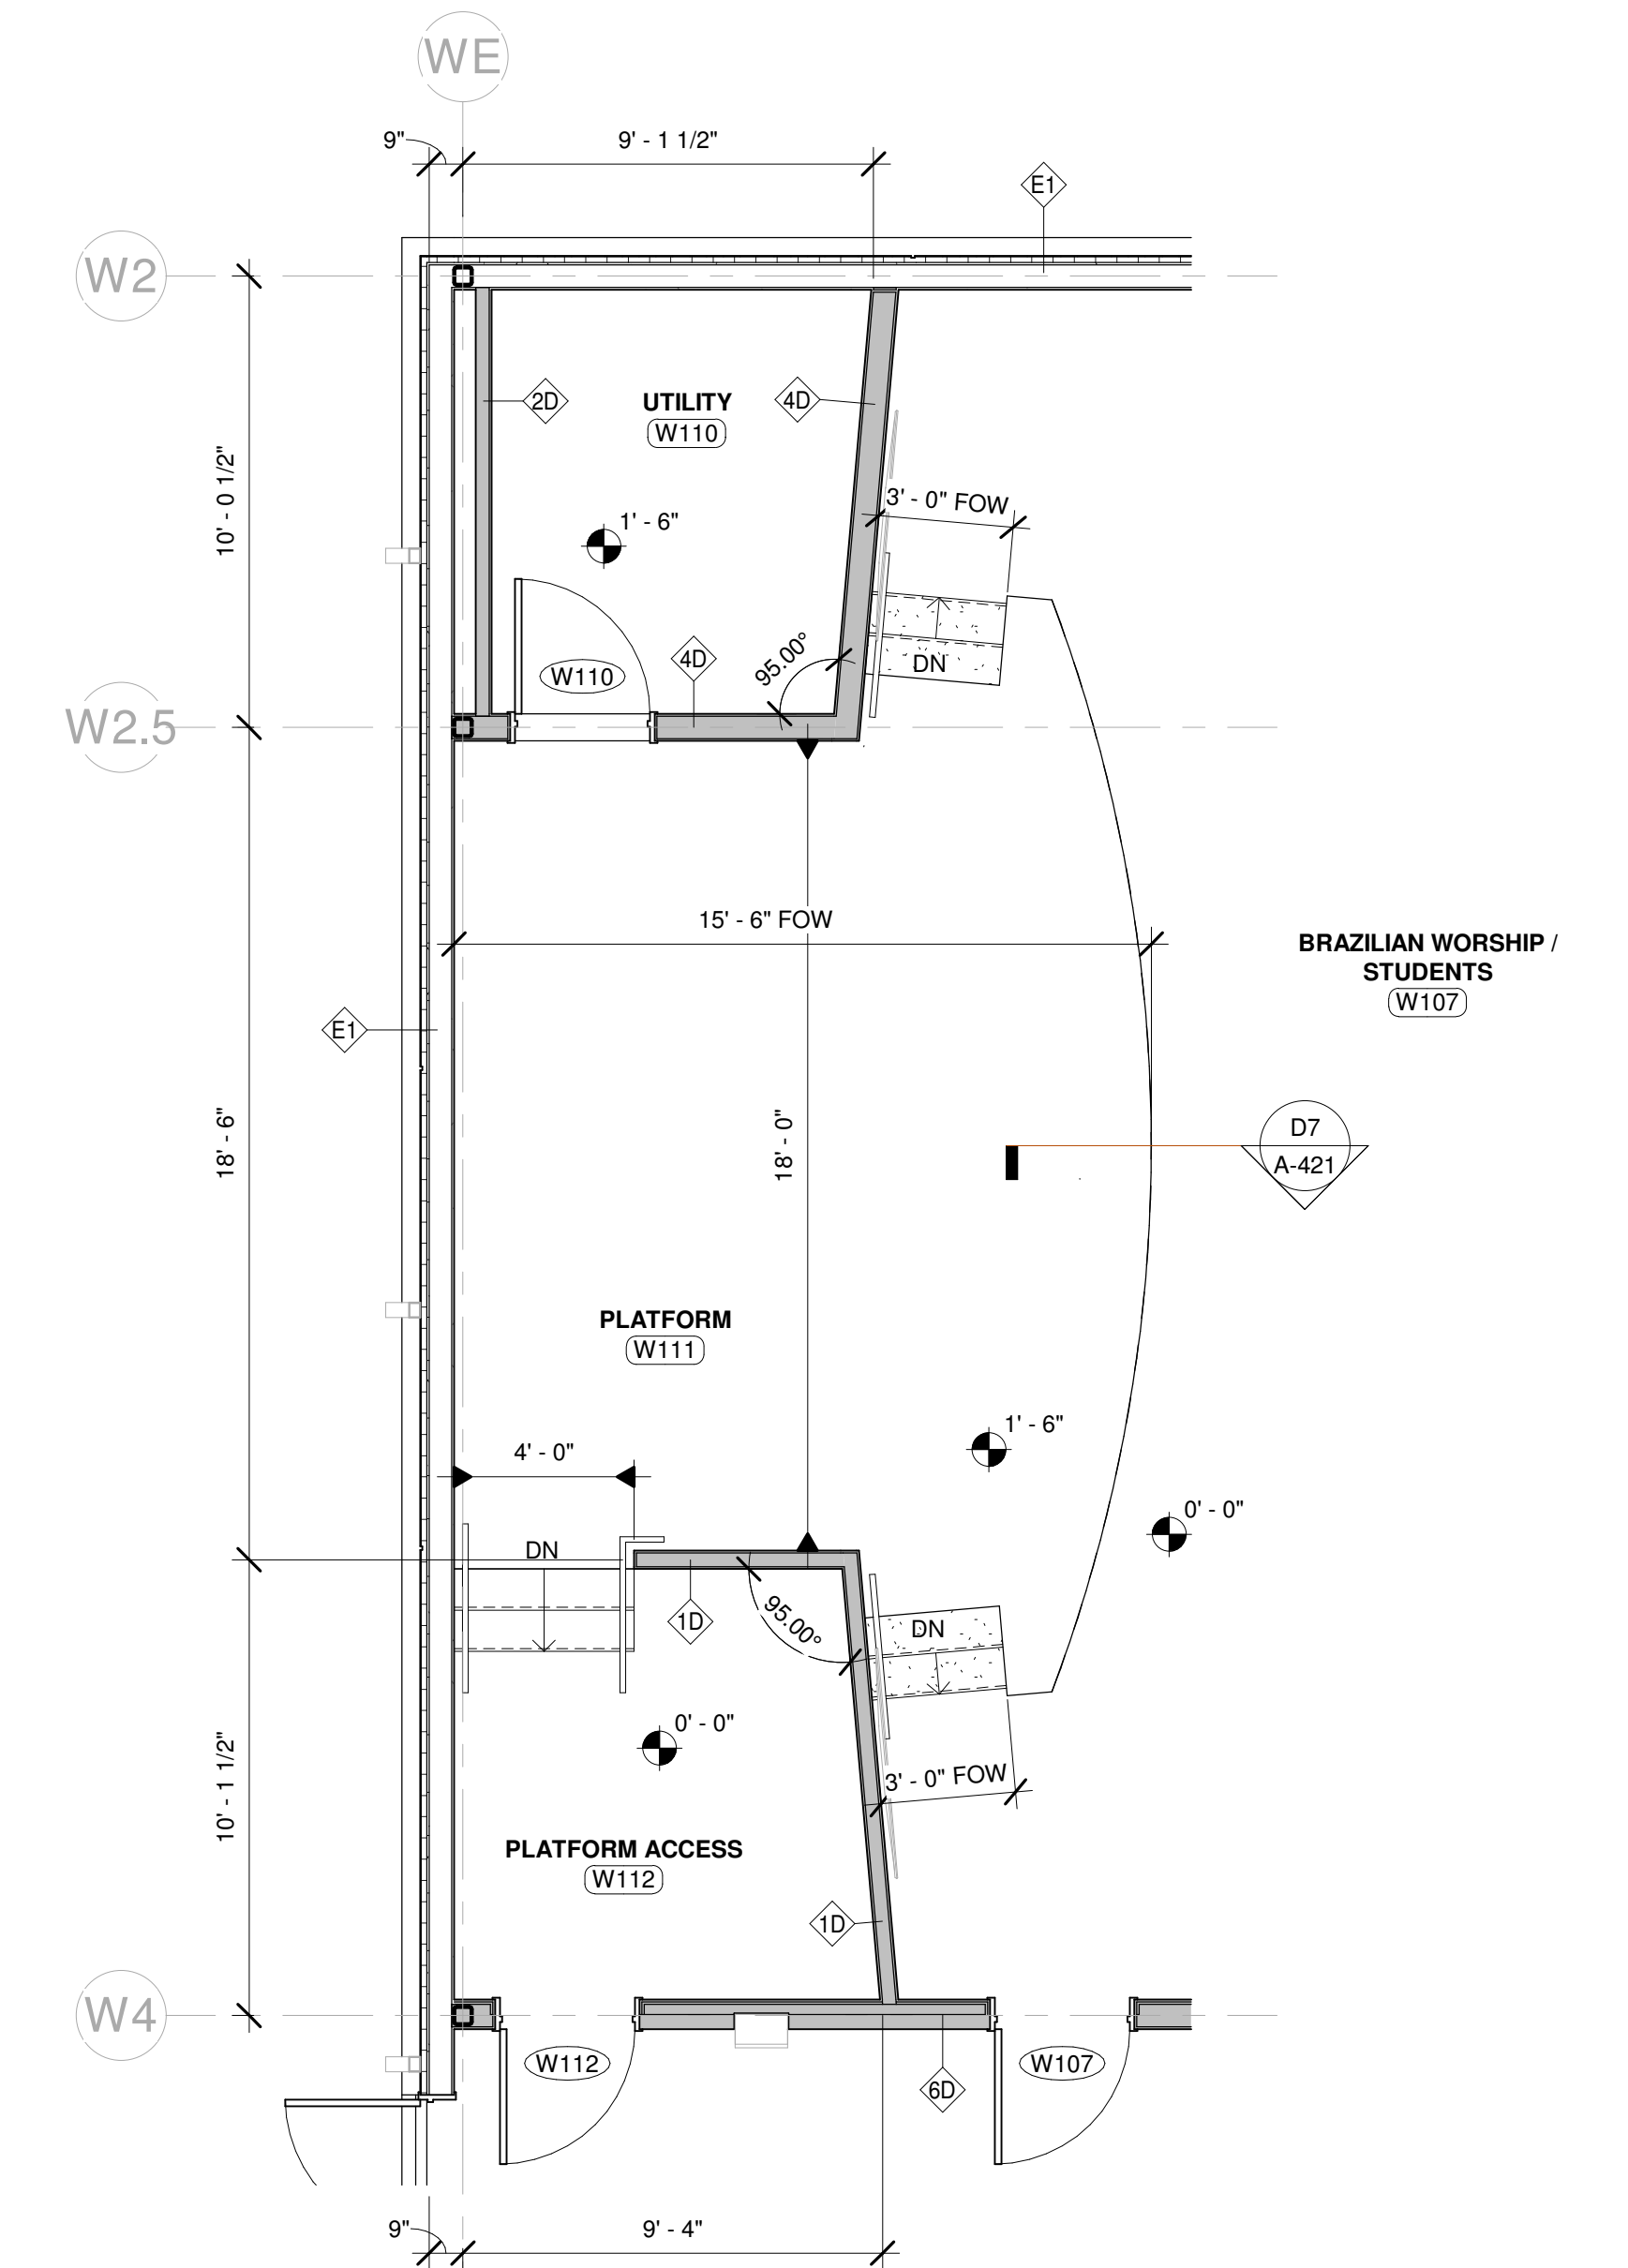 WE
9"
9' - 1 1/2"
E1
W2
2D
UTILITY
W110
4D
10' - 0 1/2"
3' - 0" FOW
1' - 6"
DN
4D
95.00°
W110
W2.5
15' - 6" FOW
BRAZILIAN WORSHIP /
STUDENTS
W107
E1
18' - 6"
18' - 0"
D7
A-421
PLATFORM
W111
1' - 6"
4' - 0"
0' - 0"
DN
1D
95.00°
DN
0' - 0"
3' - 0" FOW
10' - 1 1/2"
PLATFORM ACCESS
W112
1D
W4
W112
W107
6D
9"
9' - 4"